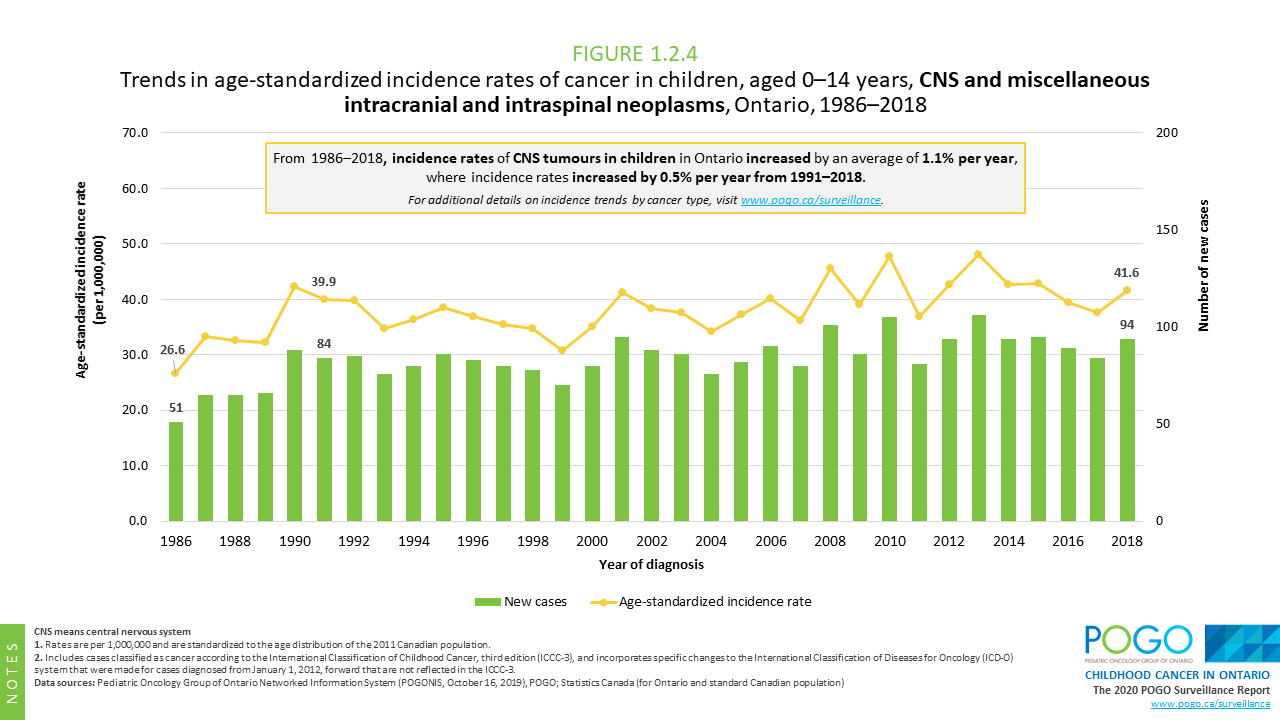 FIGURE 1.2.4
Trends in age-standardized incidence rates of cancer in children, aged 0–14 years, CNS and miscellaneous
intracranial and intraspinal neoplasms, Ontario, 1986–2018
From 1986–2018, incidence rates of CNS tumours in children in Ontario increased by an average of 1.1% per year,
where incidence rates increased by 0.5% per year from 1991–2018.
For additional details on incidence trends by cancer type, visit www.pogo.ca/surveillance.
Age-standardized incidence rate
(per 1,000,000)
70.0
60.0
50.0
40.0
30.0
20.0
10.0
0.0
26.6
51
39.9
84
41.6
94
200
150
100
50
0
Number of new cases
1986 1988 1990 1992 1994 1996 1998 2000 2002 2004 2006 2008 2010 2012 2014 2016 2018
Year of diagnosis
New cases Age-standardized incidence rate
NOTES
CNS means central nervous system
1. Rates are per 1,000,000 and are standardized to the age distribution of the 2011 Canadian population.
2. Includes cases classified as cancer according to the International Classification of Childhood Cancer, third edition (ICCC-3), and incorporates specific changes to the International Classification of Diseases for Oncology (ICD-O)
system that were made for cases diagnosed from January 1, 2012, forward that are not reflected in the ICCC-3.
Data sources: Pediatric Oncology Group of Ontario Networked Information System (POGONIS, October 16, 2019), POGO; Statistics Canada (for Ontario and standard Canadian population)
POGO
PEDIATRIC ONCOLOGY GROUP OF ONTARIO
CHILDHOOD CANCER IN ONTARIO
The 2020 POGO Surveillance Report
www.pogo.ca/surveillance